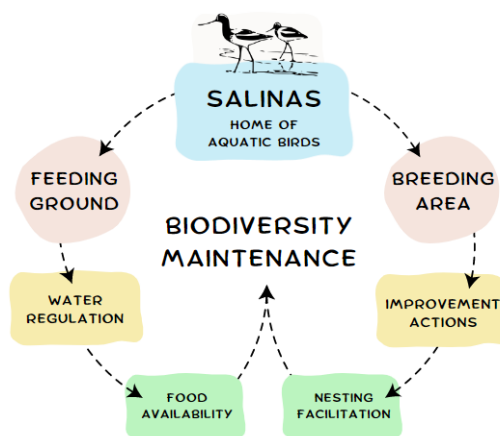 SALINAS
HOME OF
AQUATIC BIRDS
FEEDING
GROUND
BREEDING
AREA
BIODIVERSITY
MAINTENANCE
WATER
REGULATION
IMPROVEMENT
ACTIONS
FOOD
AVAILABILITY
NESTING
FACILITATION